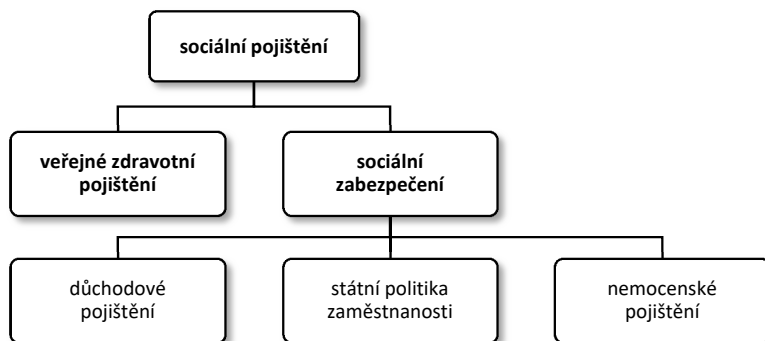 sociální pojištění
veřejné zdravotní
pojištění
sociální
zabezpečení
důchodové
pojištění
státní politika
zaměstnanosti
nemocenské
pojištění